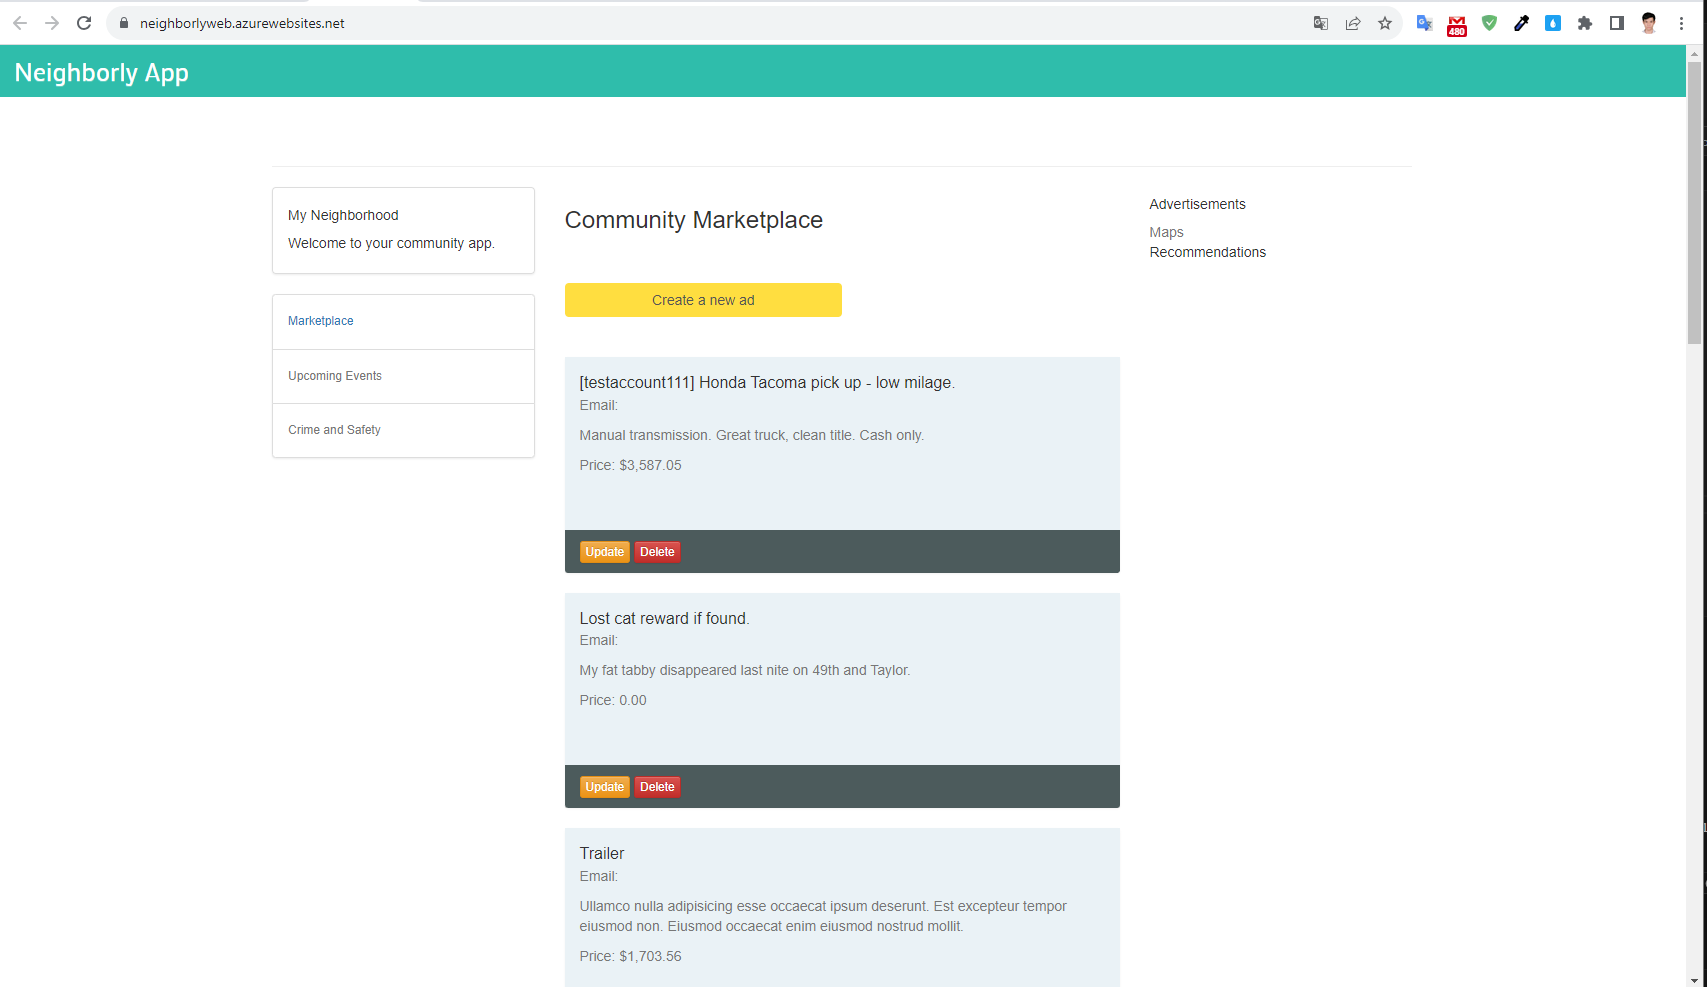 neighborlyweb.azurewebsites.net
480
Neighborly App
My Neighborhood
Welcome to your community app.
Marketplace
Upcoming Events
Crime and Safety
Community Marketplace
Create a new ad
[testaccount111] Honda Tacoma pick up - low milage.
Email:
Manual transmission. Great truck, clean title. Cash only.
Price: $3,587.05
Update Delete
Lost cat reward if found.
Email:
My fat tabby disappeared last nite on 49th and Taylor.
Price: 0.00
Update Delete
Trailer
Email:
Ullamco nulla adipisicing esse occaecat ipsum deserunt. Est excepteur tempor
eiusmod non. Eiusmod occaecat enim eiusmod nostrud mollit.
Price: $1,703.56
Advertisements
Maps
Recommendations